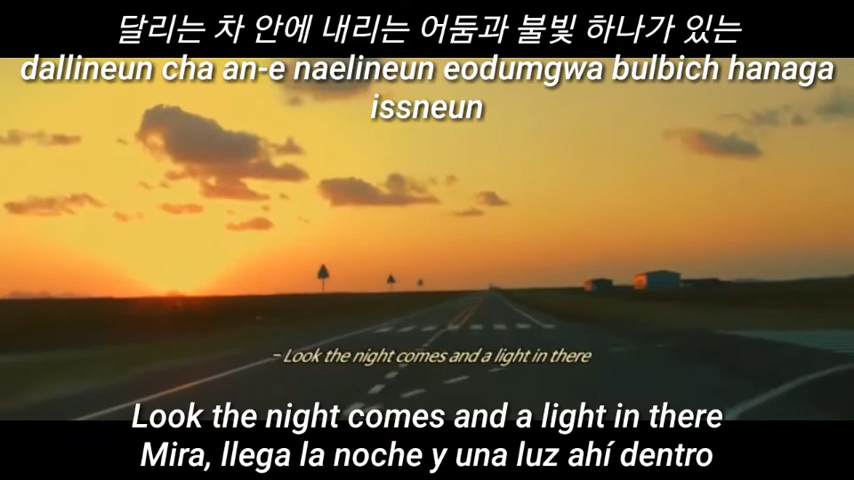 달리는 차 안에 내리는 어둠과 불빛 하나가 있는
dallineun cha an-e naelineun eodumgwa bulbich hanaga
issneun
- Look the night comes and a light in there
Look the night comes and a light in there
Mira, llega la noche y una luz ahí dentro